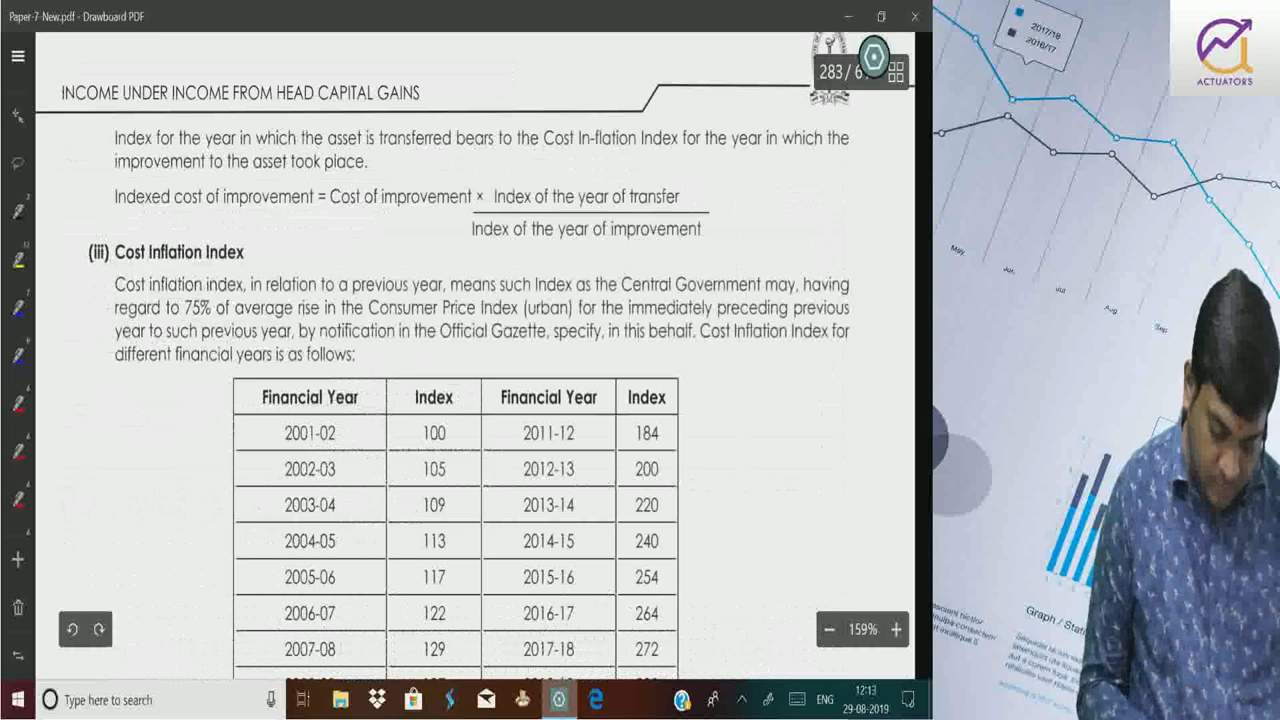 Paper-7-New.pdf - Drawboard PDF
283 / 6
INCOME UNDER INCOME FROM HEAD CAPITAL GAINS
Index for the year in which the asset is transferred bears to the Cost In-flation Index for the year in which the
improvement to the asset took place.
Indexed cost of improvement = Cost of improvement × Index of the year of transfer
Index of the year of improvement
(iii) Cost Inflation Index
Cost inflation index, in relation to a previous year, means such Index as the Central Government may, having
regard to 75% of average rise in the Consumer Price Index (urban) for the immediately preceding previous
year to such previous year, by notification in the Official Gazette, specify, in this behalf. Cost Inflation Index for
different financial years is as follows:
Financial Year Index Financial Year Index
2001-02 100 2011-12 184
2002-03 105 2012-13 200
2003-04 109 2013-14 220
2004-05 113 2014-15 240
2005-06 117 2015-16 254
2006-07 122 2016-17 264
2007-08 129 2017-18 272
159%
Type here to search
ENG
12:13
29-08-2019
2017/18
2016/17
ACTUATORS
May
Jun
Jul
Aug
Sep
Graph / Stati